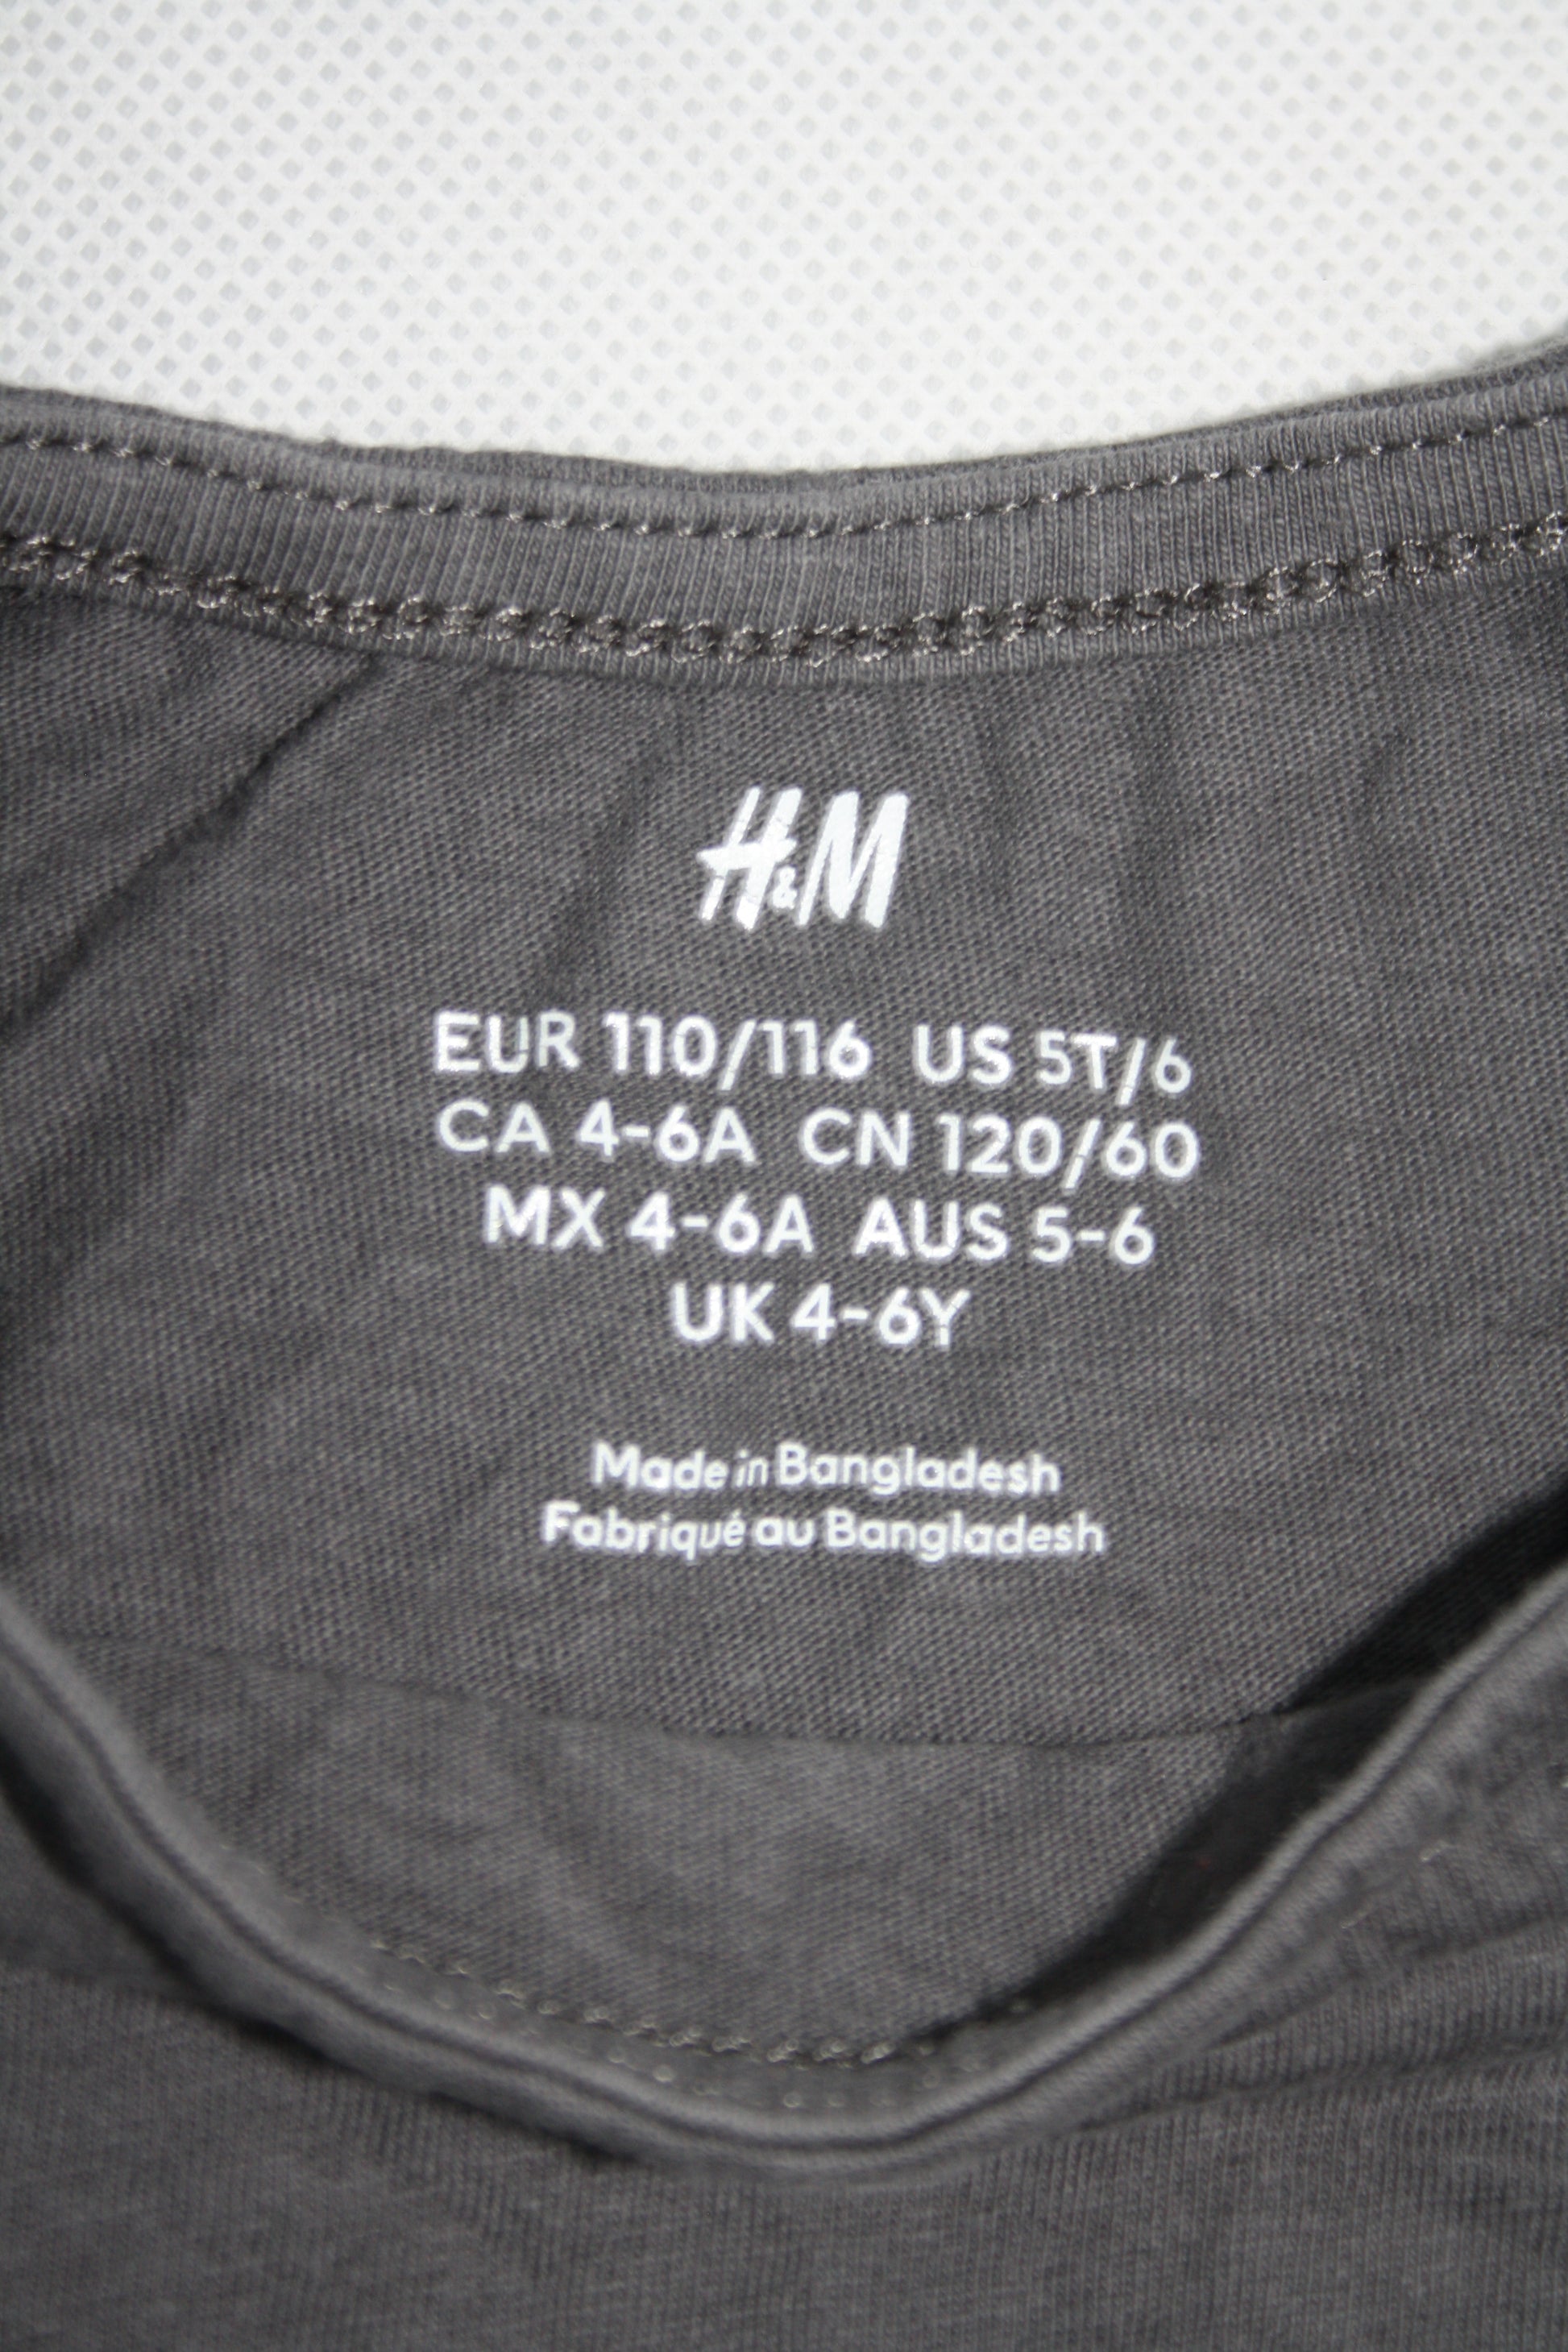 H&M
EUR 110/116 US 5T/6
CA 4-6A CN 120/60
MX 4-6A AUS 5-6
UK 4-6Y
Made in Bangladesh
Fabriqué au Bangladesh